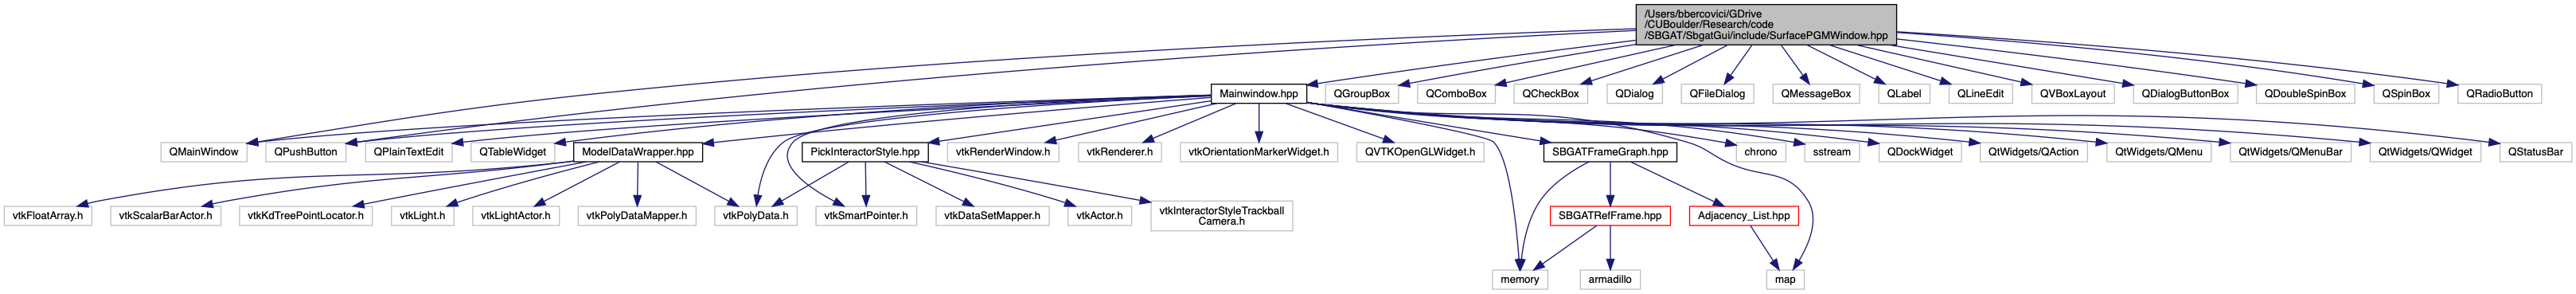 /Users/bbercovici/GDrive
/CUBoulder/Research/code
/SBGAT/SbgatGui/include/SurfacePGMWindow.hpp
Mainwindow.hpp
QGroupBox
QComboBox
QCheckBox
QDialog
QFileDialog
QMessageBox
QLabel
QLineEdit
QVBoxLayout
QDialogButtonBox
QDoubleSpinBox
QSpinBox
QRadioButton
QMainWindow
QPushButton
QPlainTextEdit
QTableWidget
ModelDataWrapper.hpp
PickInteractorStyle.hpp
vtkRenderWindow.h
vtkRenderer.h
vtkOrientationMarkerWidget.h
QVTKOpenGLWidget.h
SBGATFrameGraph.hpp
chrono
sstream
QDockWidget
QtWidgets/QAction
QtWidgets/QMenu
QtWidgets/QMenuBar
QtWidgets/QWidget
QStatusBar
vtkFloatArray.h
vtkScalarBarActor.h
vtkKdTreePointLocator.h
vtkLight.h
vtkLightActor.h
vtkPolyDataMapper.h
vtkPolyData.h
vtkSmartPointer.h
vtkDataSetMapper.h
vtkActor.h
vtkInteractorStyleTrackball
Camera.h
SBGATRefFrame.hpp
Adjacency_List.hpp
memory
armadillo
map